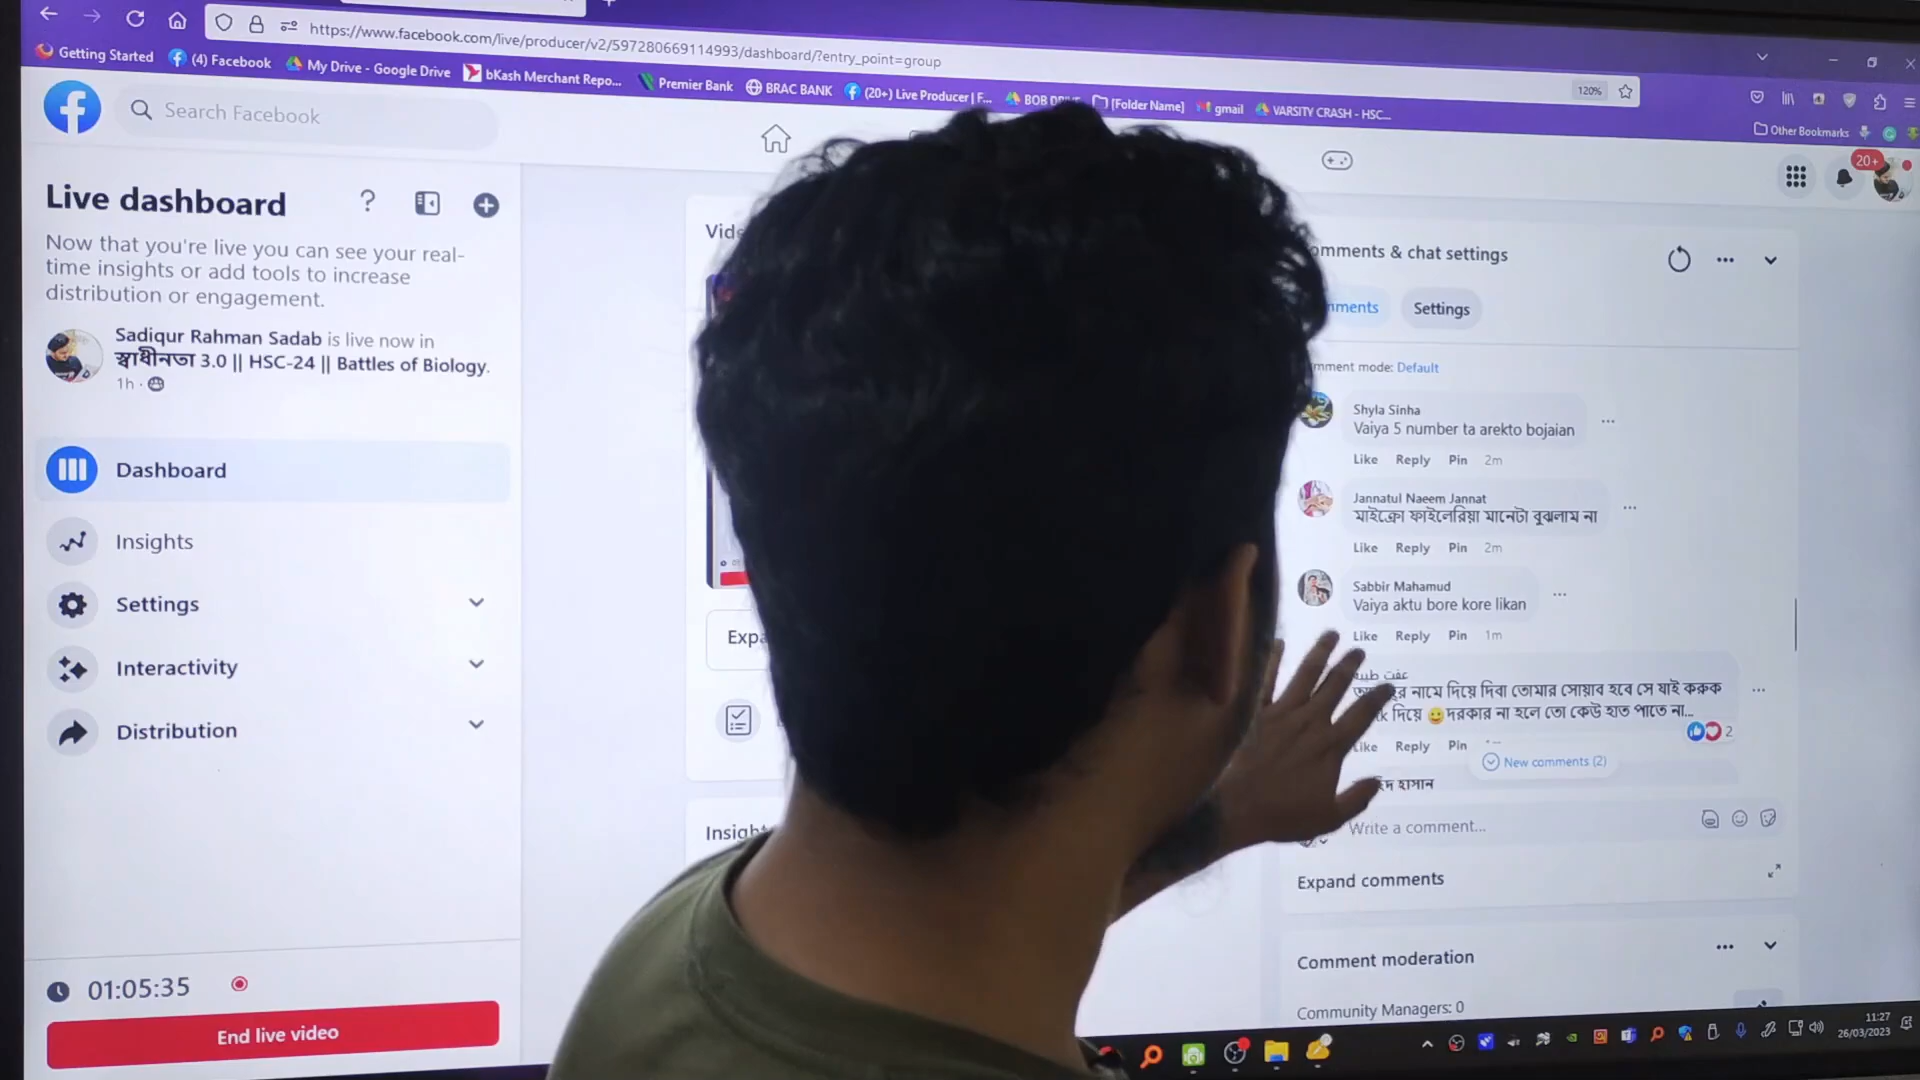 https://www.facebook.com/live/producer/v2/597280669114993/dashboard/?entry_point=group
120%
Getting Started
(4) Facebook
My Drive - Google Drive
bKash Merchant Repo...
Premier Bank
BRAC BANK
(20+) Live Producer | F...
BOB
[Folder Name]
gmail
VARSITY CRASH - HSC...
Other Bookmarks
Search Facebook
20+
Live dashboard
Now that you're live you can see your real-
time insights or add tools to increase
distribution or engagement.
Sadiqur Rahman Sadab is live now in
স্বাধীনতা 3.0 || HSC-24 || Battles of Biology.
1h
Dashboard
Insights
Settings
Interactivity
Distribution
01:05:35
End live video
omments & chat settings
Settings
mment mode: Default
Shyla Sinha
Vaiya 5 number ta arekto bojaian
Like Reply Pin 2m
Jannatul Naeem Jannat
মাইক্রো ফাইলেরিয়া মানেটা বুঝলাম না
Like Reply Pin 2m
Sabbir Mahamud
Vaiya aktu bore kore likan
Like Reply Pin 1m
নামে দিয়ে দিবা তোমার সোয়াব হবে সে যাই করুক
দিয়ে 😀দরকার না হলে তো কেউ হাত পাতে না...
2
Like Reply Pin
New comments (2)
হাসান
Write a comment...
Expand comments
Comment moderation
Community Managers: 0
11:27
26/03/2023